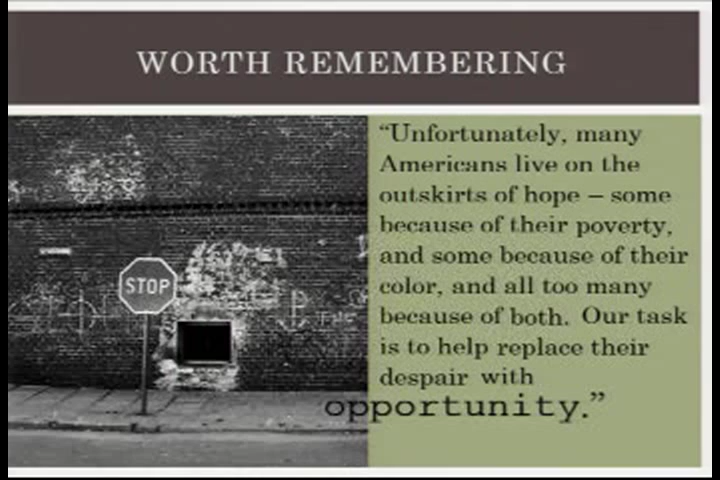 WORTH REMEMBERING
“Unfortunately, many
Americans live on the
outskirts of hope – some
because of their poverty,
and some because of their
color, and all too many
because of both. Our task
is to help replace their
despair with
opportunity.”
STOP